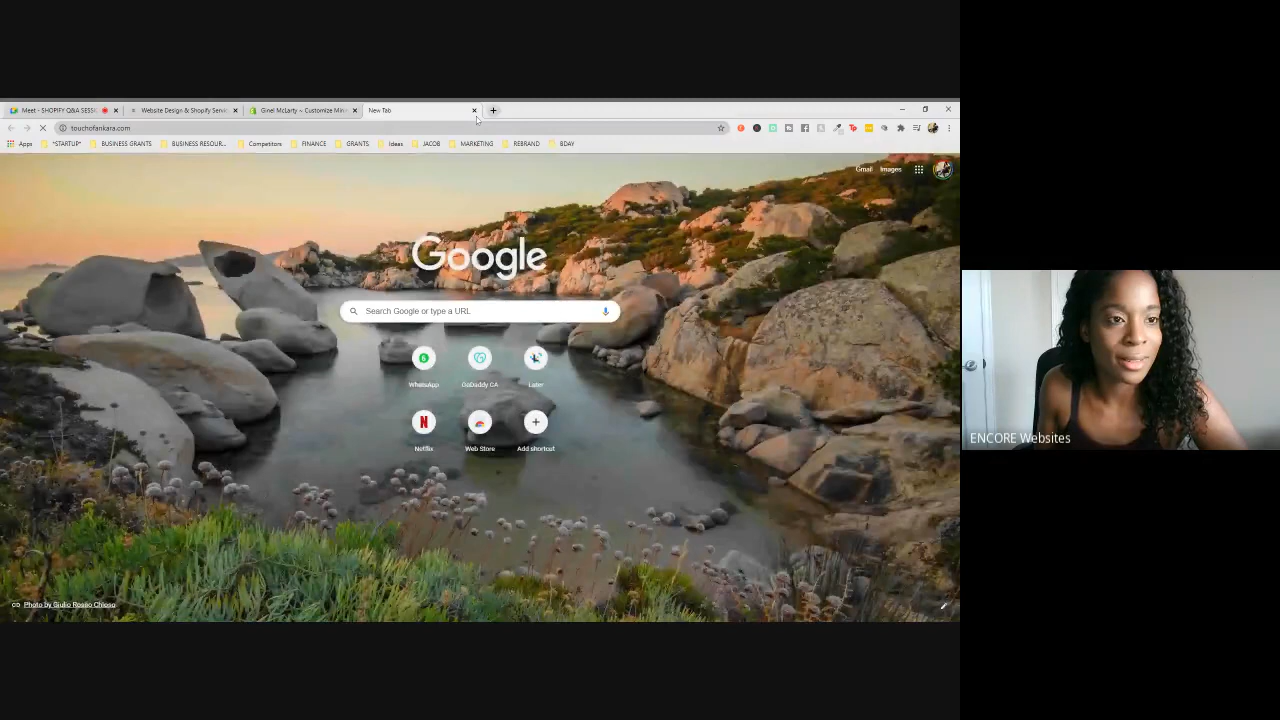 Meet - SHOPIFY Q&A SESSI
Website Design & Shopify Servi
Ginel McLarty ~ Customize Mini
New Tab
touchofankara.com
Apps
*STARTUP*
BUSINESS GRANTS
BUSINESS RESOUR...
Competitors
FINANCE
GRANTS
Ideas
JACOB
MARKETING
REBRAND
BDAY
Gmail
Images
Google
Search Google or type a URL
WhatsApp
GoDaddy CA
Later
Netflix
Web Store
Add shortcut
Photo by Giulio Rosso Chioso
ENCORE Websites